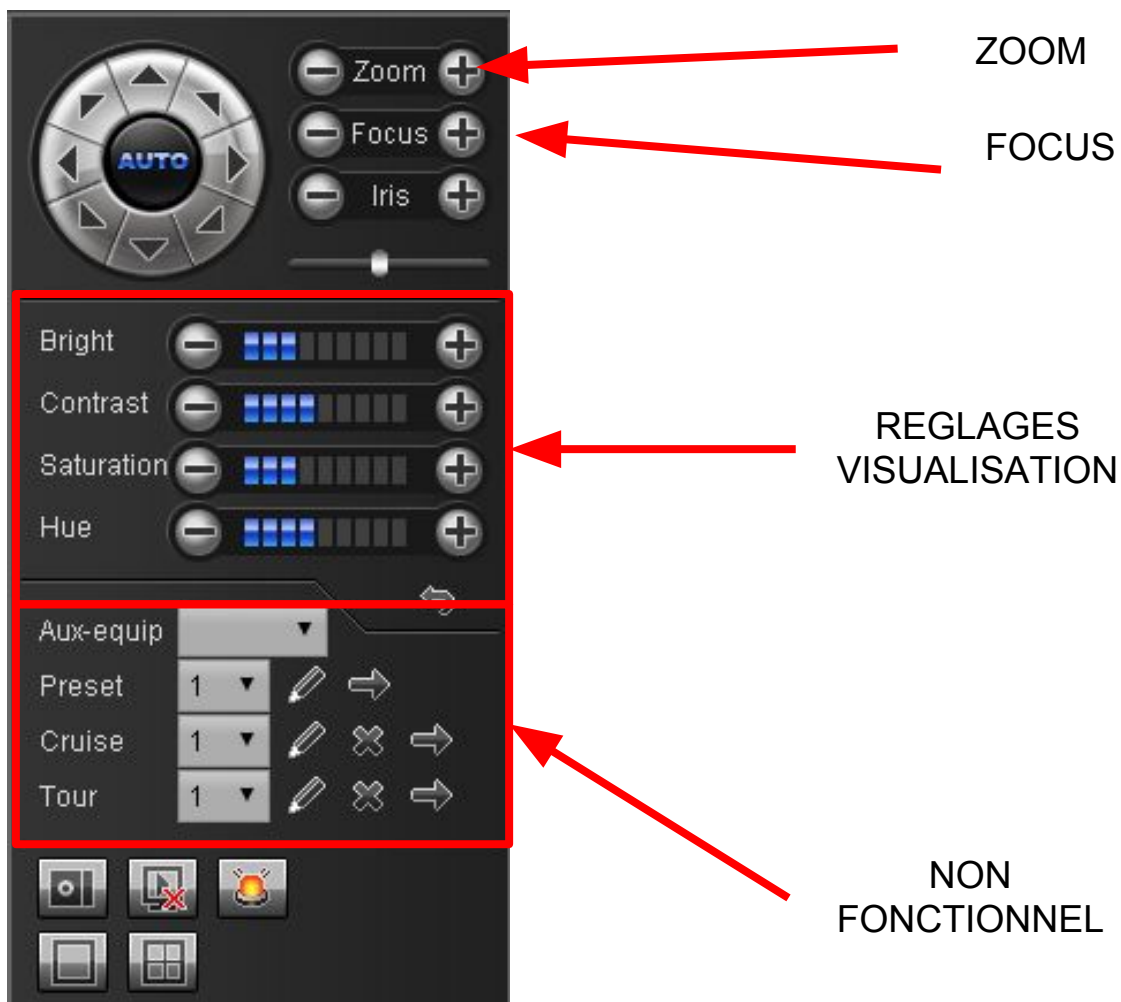 Zoom
ZOOM
AUTO
Focus
FOCUS
Iris
Bright
Contrast
Saturation
Hue
REGLAGES
VISUALISATION
Aux-equip
Preset 1
Cruise 1
Tour 1
NON
FONCTIONNEL